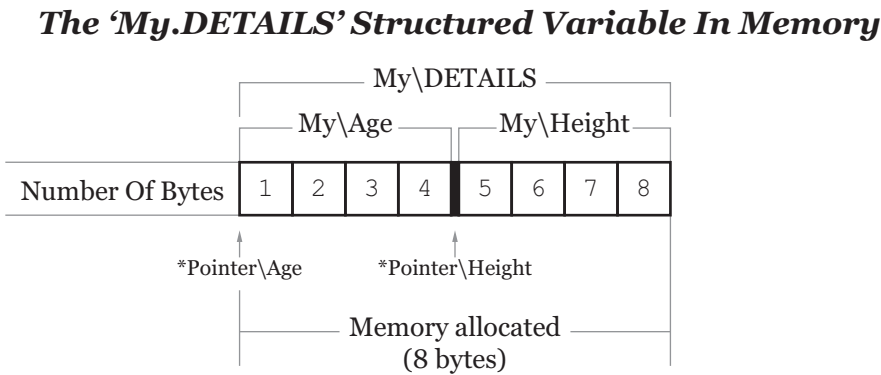 The ‘My.DETAILS’ Structured Variable In Memory
My\DETAILS
My\Age My\Height
Number Of Bytes 1 2 3 4 5 6 7 8
*Pointer\Age *Pointer\Height
Memory allocated
(8 bytes)